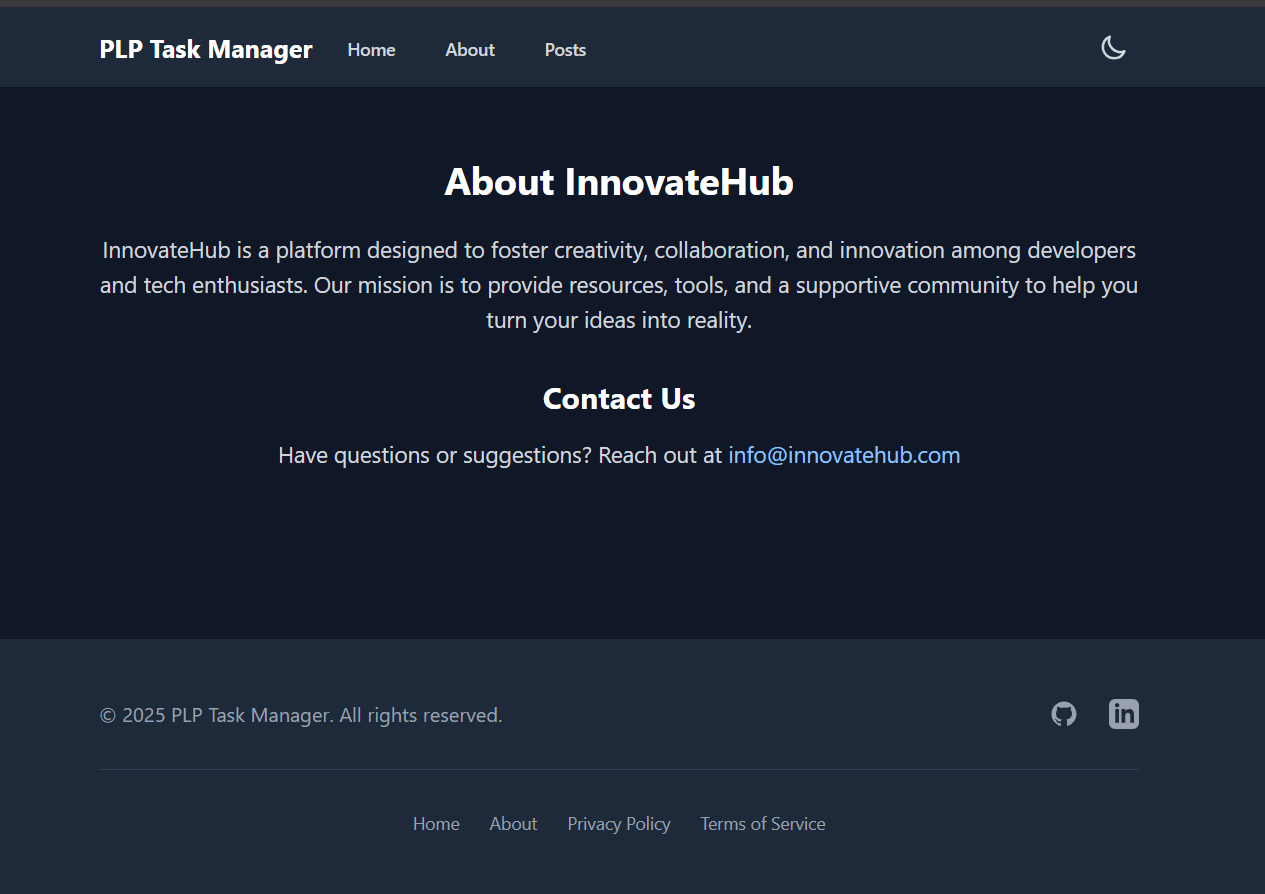 PLP Task Manager Home About Posts
About InnovateHub
InnovateHub is a platform designed to foster creativity, collaboration, and innovation among developers
and tech enthusiasts. Our mission is to provide resources, tools, and a supportive community to help you
turn your ideas into reality.
Contact Us
Have questions or suggestions? Reach out at info@innovatehub.com
© 2025 PLP Task Manager. All rights reserved. in
Home About Privacy Policy Terms of Service